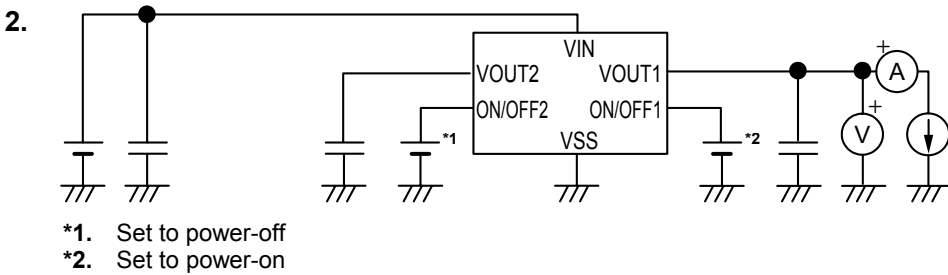 2.
VIN
VOUT2 VOUT1
ON/OFF2 ON/OFF1
*1 *2
VSS
+
A
+
V
*1. Set to power-off
*2. Set to power-on